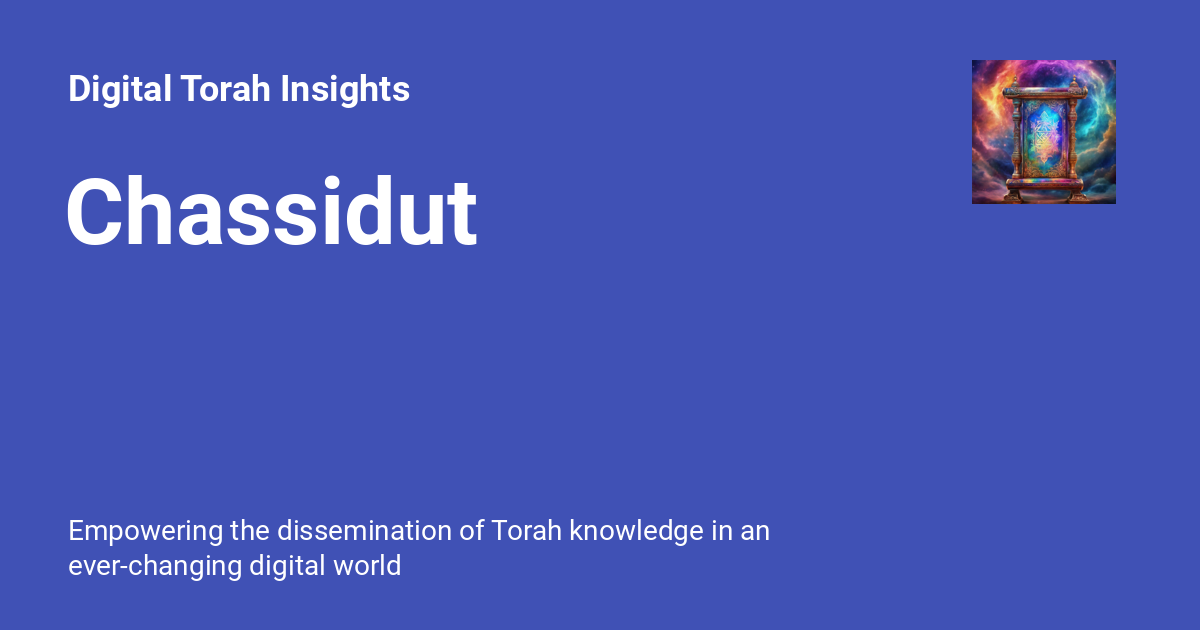 Digital Torah Insights
Chassidut
Empowering the dissemination of Torah knowledge in an
ever-changing digital world